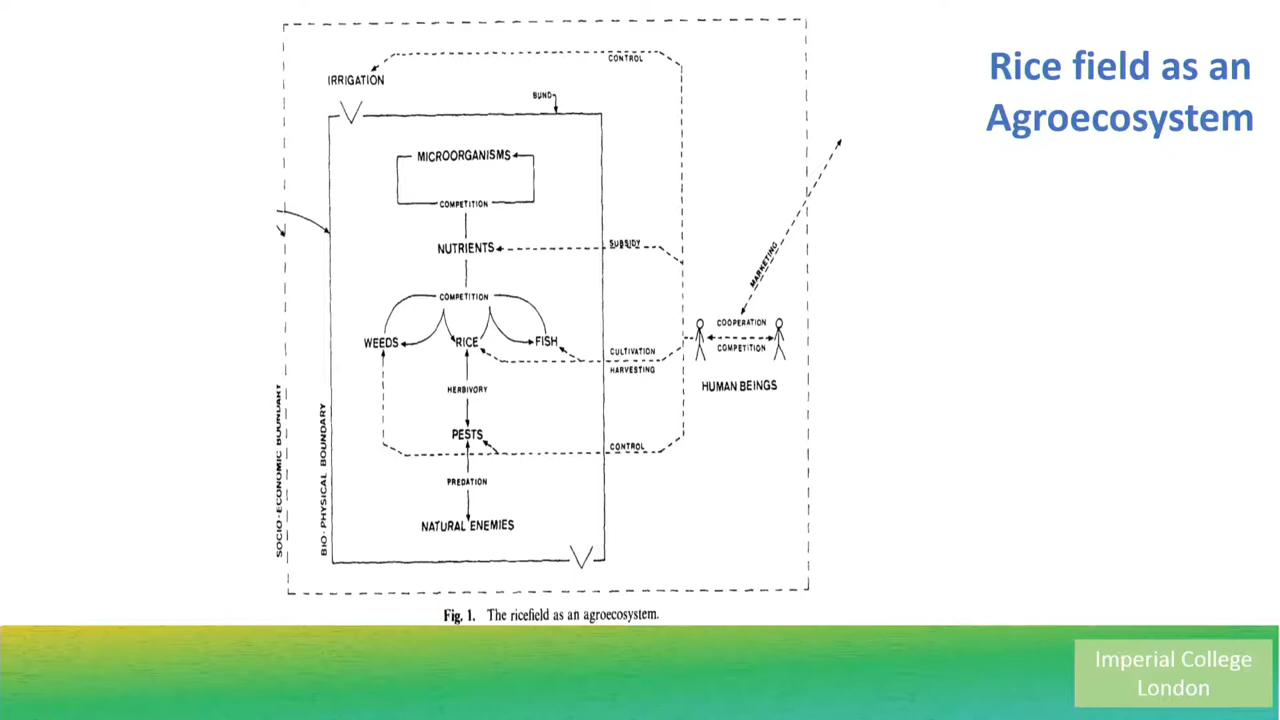 Rice field as an
Agroecosystem
CONTROL
IRRIGATION
BUND
MICROORGANISMS
COMPETITION
NUTRIENTS
SUBSIDY
MARKETING
COMPETITION
WEEDS
RICE
FISH
CULTIVATION
HARVESTING
COOPERATION
COMPETITION
HUMAN BEINGS
HERBIVORY
PESTS
CONTROL
PREDATION
NATURAL ENEMIES
SOCIO-ECONOMIC BOUNDARY
BIO-PHYSICAL BOUNDARY
Fig. 1. The ricefield as an agroecosystem.
Imperial College
London